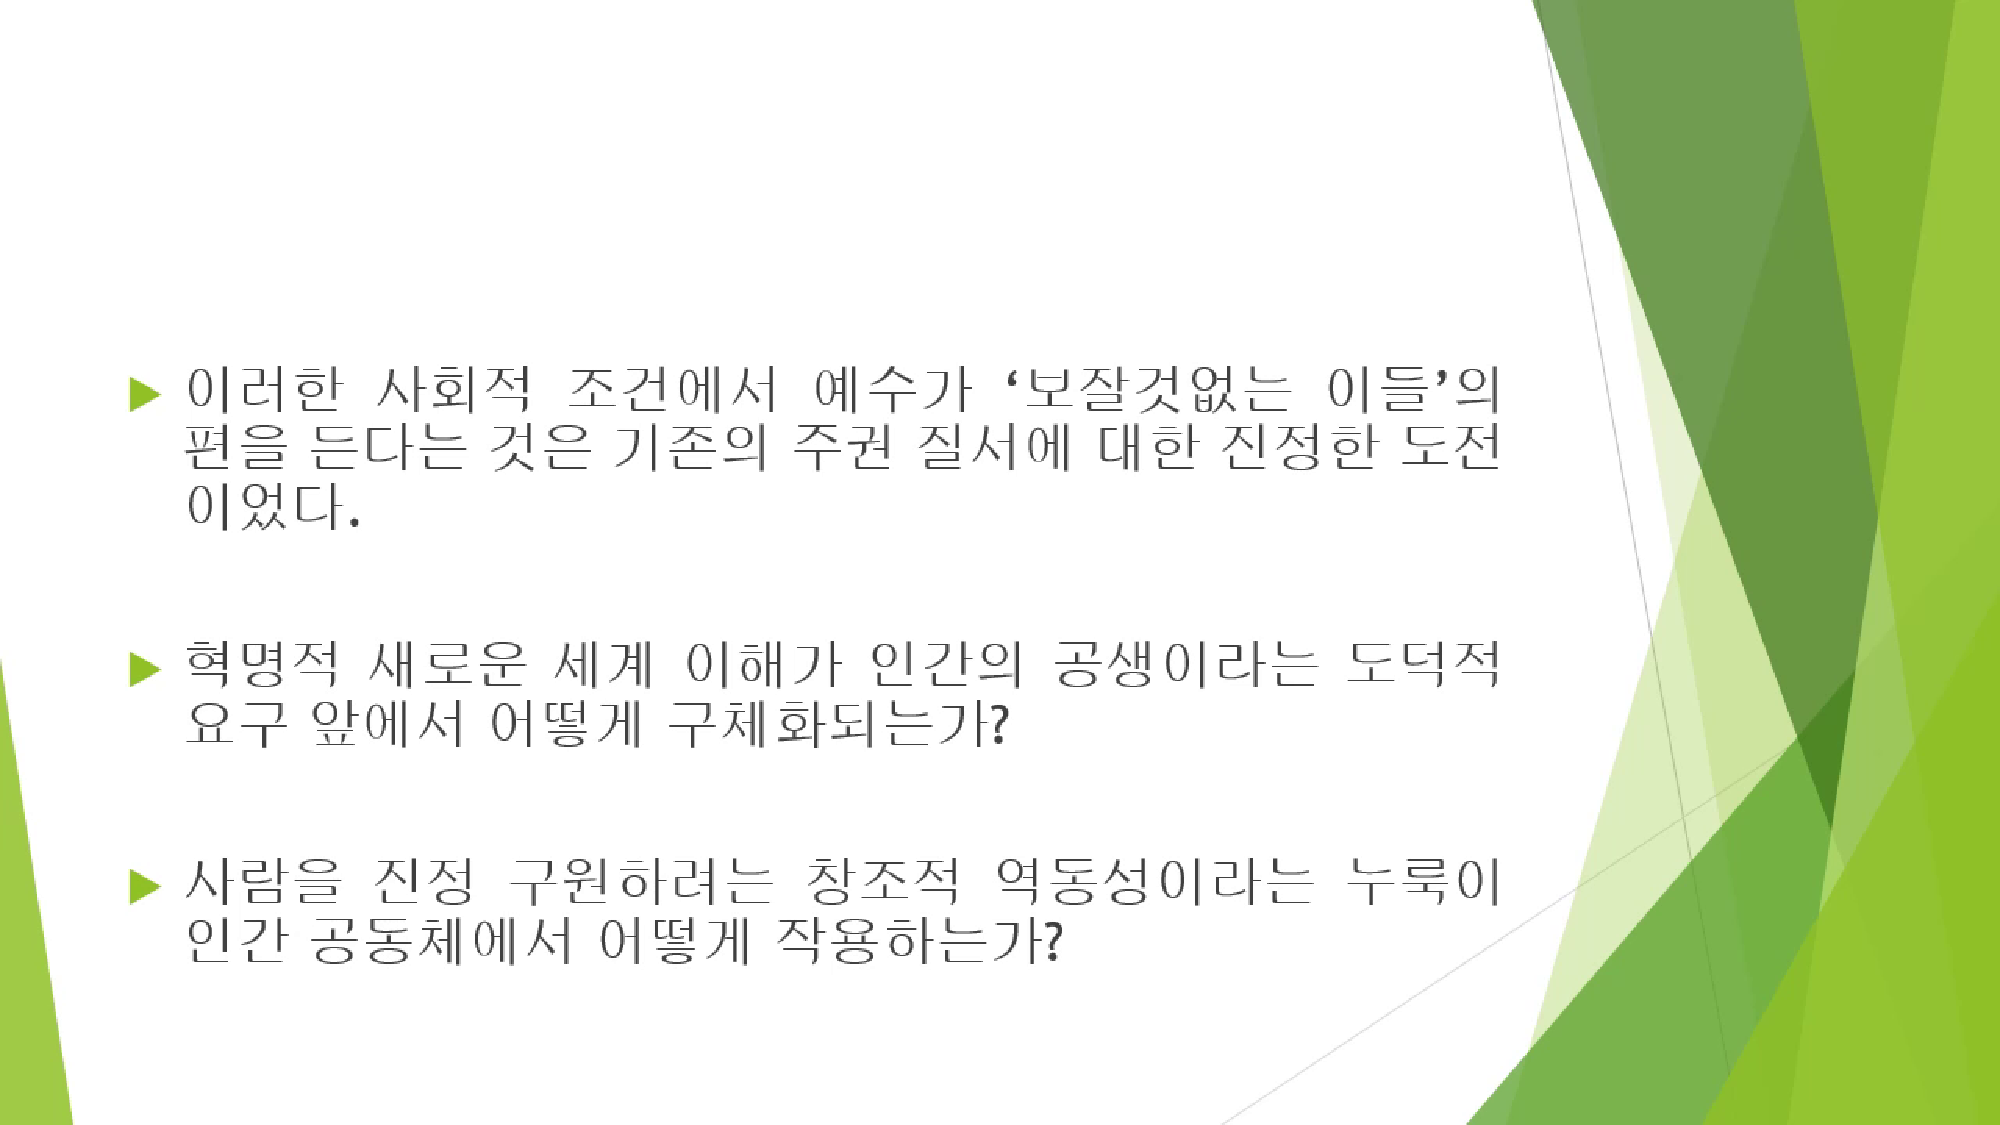 이러한 사회적 조건에서 예수가 ‘보잘것없는 이들’의
편을 든다는 것은 기존의 주권 질서에 대한 진정한 도전
이었다.
혁명적 새로운 세계 이해가 인간의 공생이라는 도덕적
요구 앞에서 어떻게 구체화되는가?
사람을 진정 구원하려는 창조적 역동성이라는 누룩이
인간 공동체에서 어떻게 작용하는가?